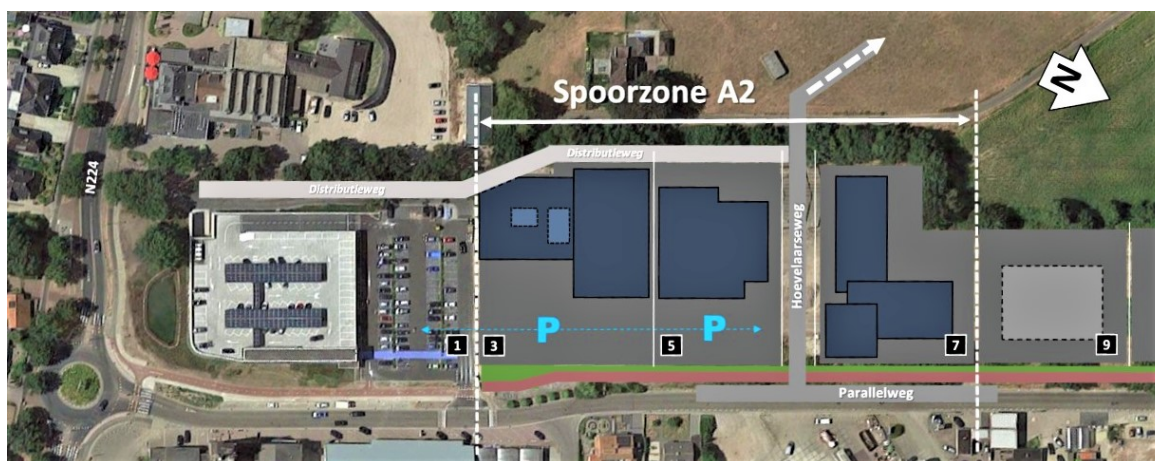 Spoorzone A2
N
N224
Distributieweg
Distributieweg
Hoevelaarseweg
P
P
1
3
5
7
9
Parallelweg